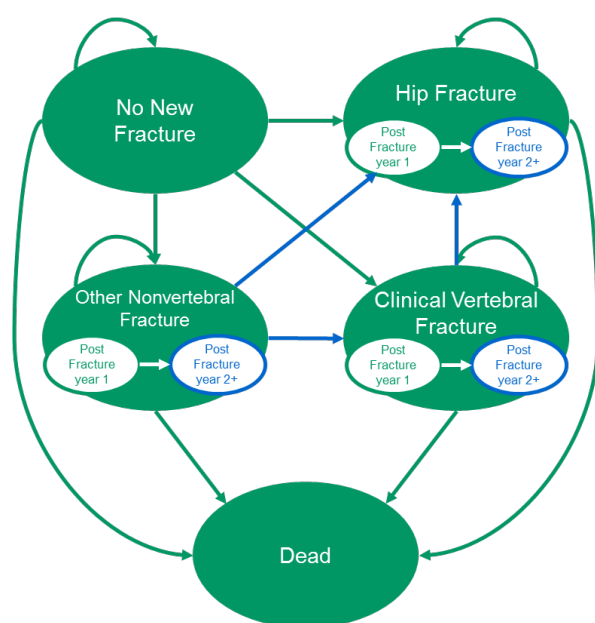 No New
Fracture
Hip Fracture
Post
Fracture
year 1
Post
Fracture
year 2+
Other Nonvertebral
Fracture
Post
Fracture
year 1
Post
Fracture
year 2+
Clinical Vertebral
Fracture
Post
Fracture
year 1
Post
Fracture
year 2+
Dead